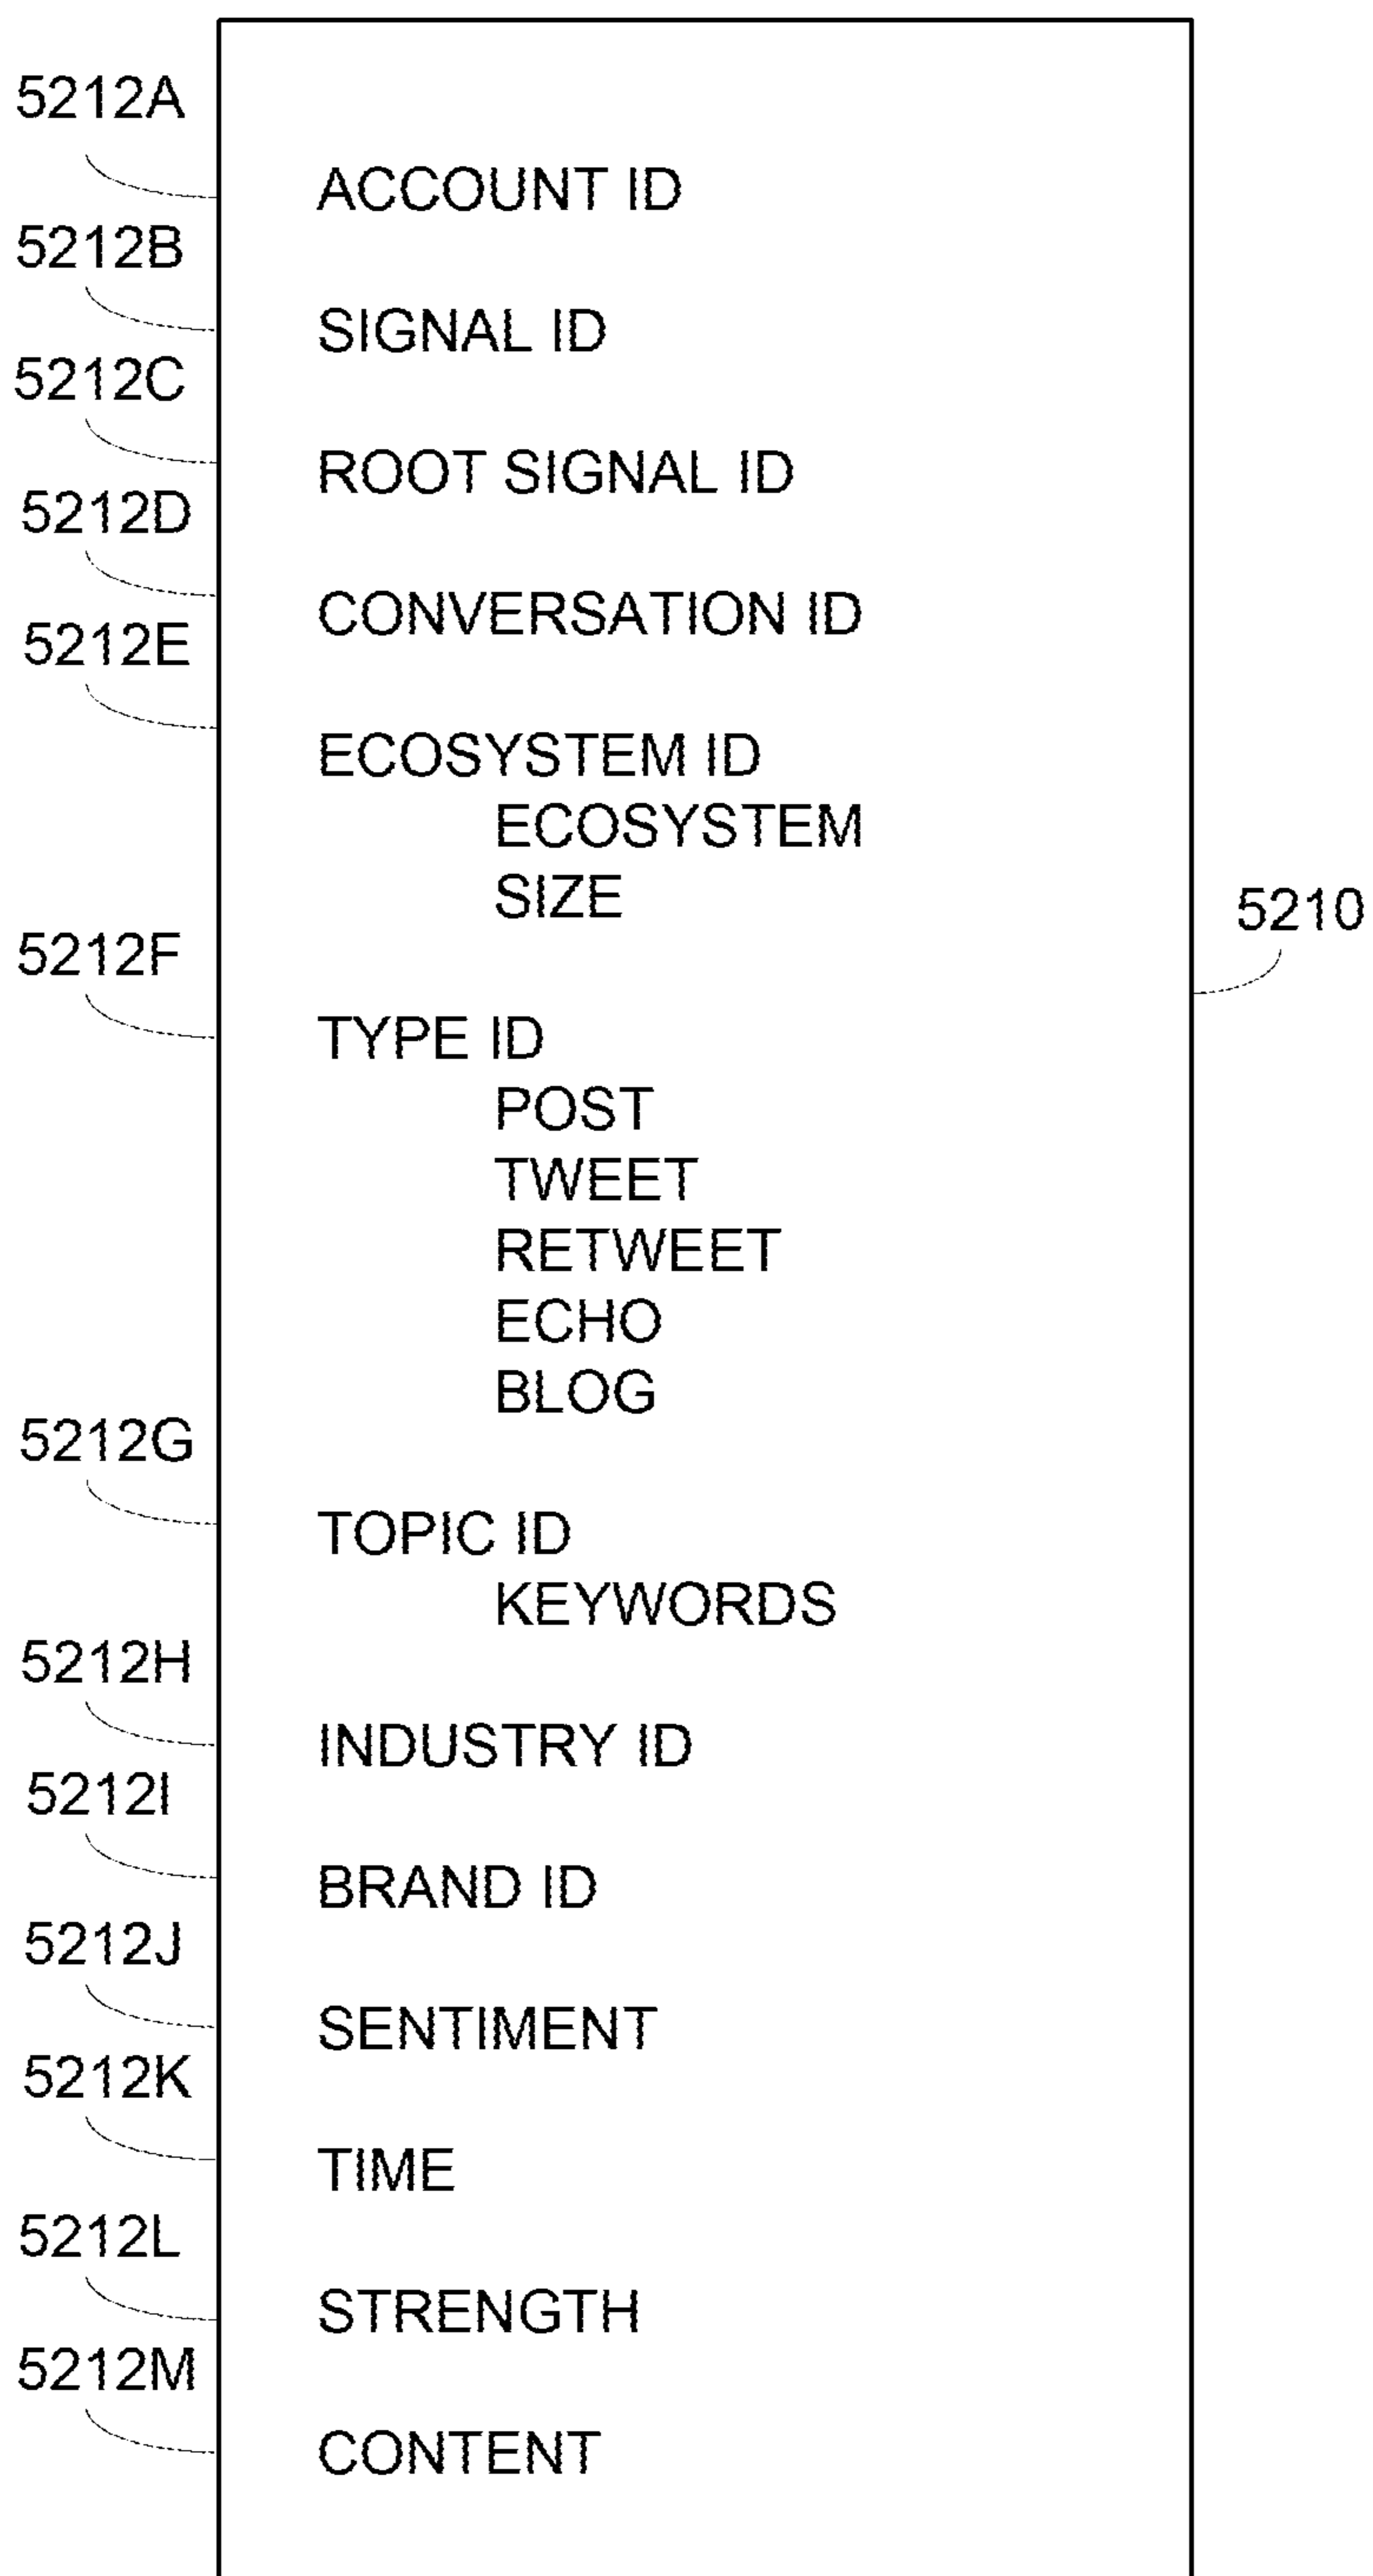 5212A
ACCOUNT ID
5212B
SIGNAL ID
5212C
ROOT SIGNAL ID
5212D
CONVERSATION ID
5212E
ECOSYSTEM ID
ECOSYSTEM
SIZE
5210
5212F
TYPE ID
POST
TWEET
RETWEET
ECHO
BLOG
5212G
TOPIC ID
KEYWORDS
5212H
INDUSTRY ID
5212I
BRAND ID
5212J
SENTIMENT
5212K
TIME
5212L
STRENGTH
5212M
CONTENT